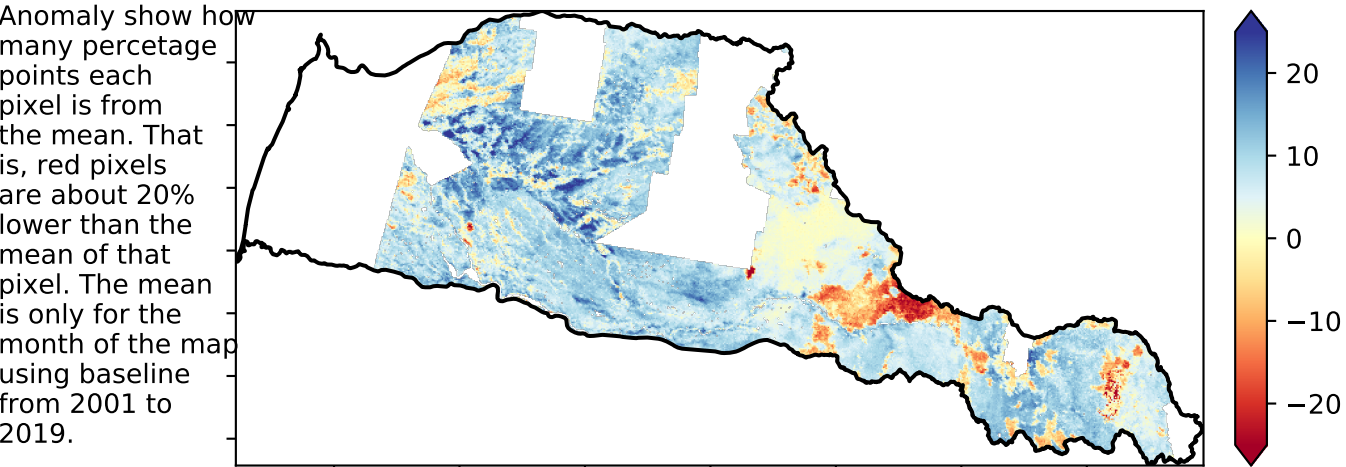 Anomaly show how
many percetage
points each
pixel is from
the mean. That
is, red pixels
are about 20%
lower than the
mean of that
pixel. The mean
is only for the
month of the map
using baseline
from 2001 to
2019.
20
10
0
−10
−20